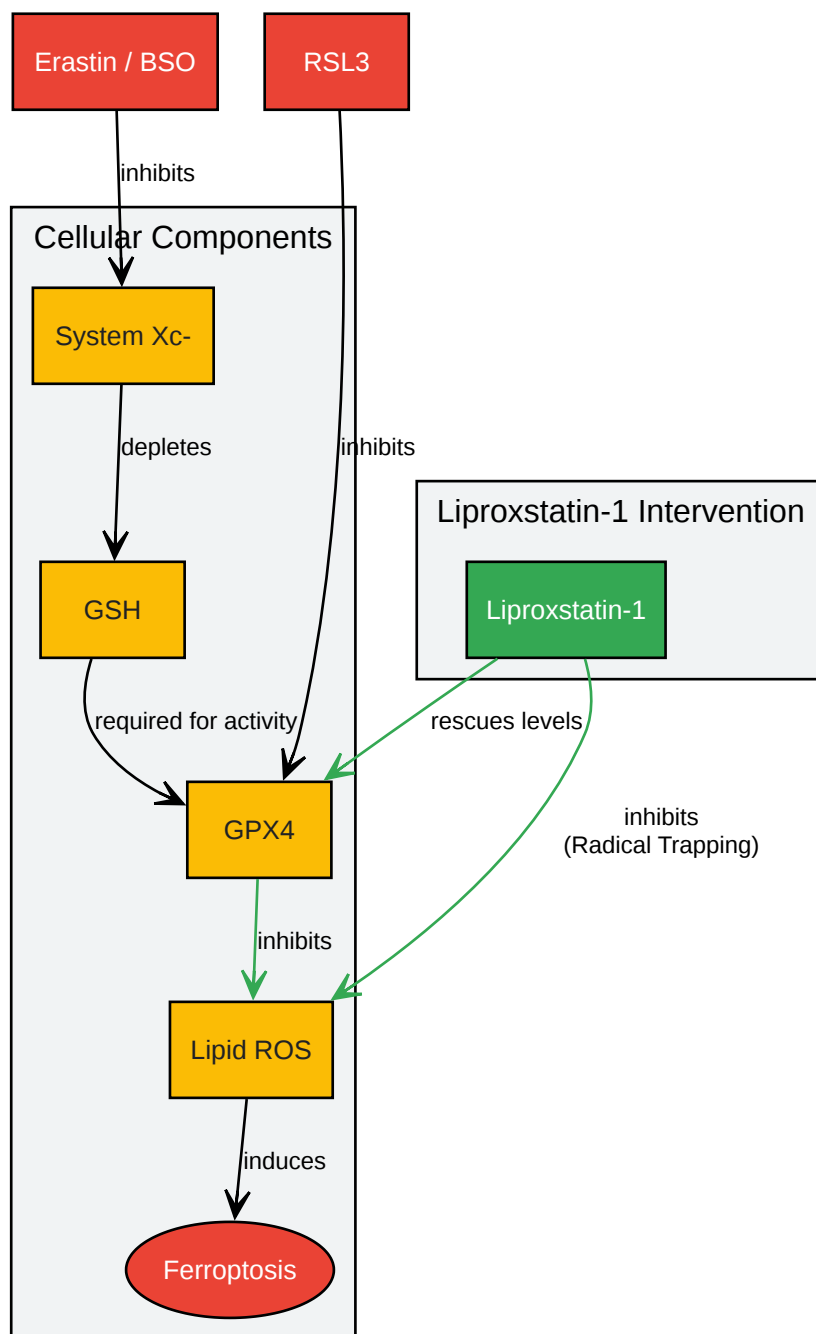 Erastin / BSO
RSL3
inhibits
Cellular Components
System Xc-
depletes
inhibits
Liproxstatin-1 Intervention
GSH
Liproxstatin-1
required for activity
rescues levels
GPX4
inhibits
(Radical Trapping)
inhibits
Lipid ROS
induces
Ferroptosis